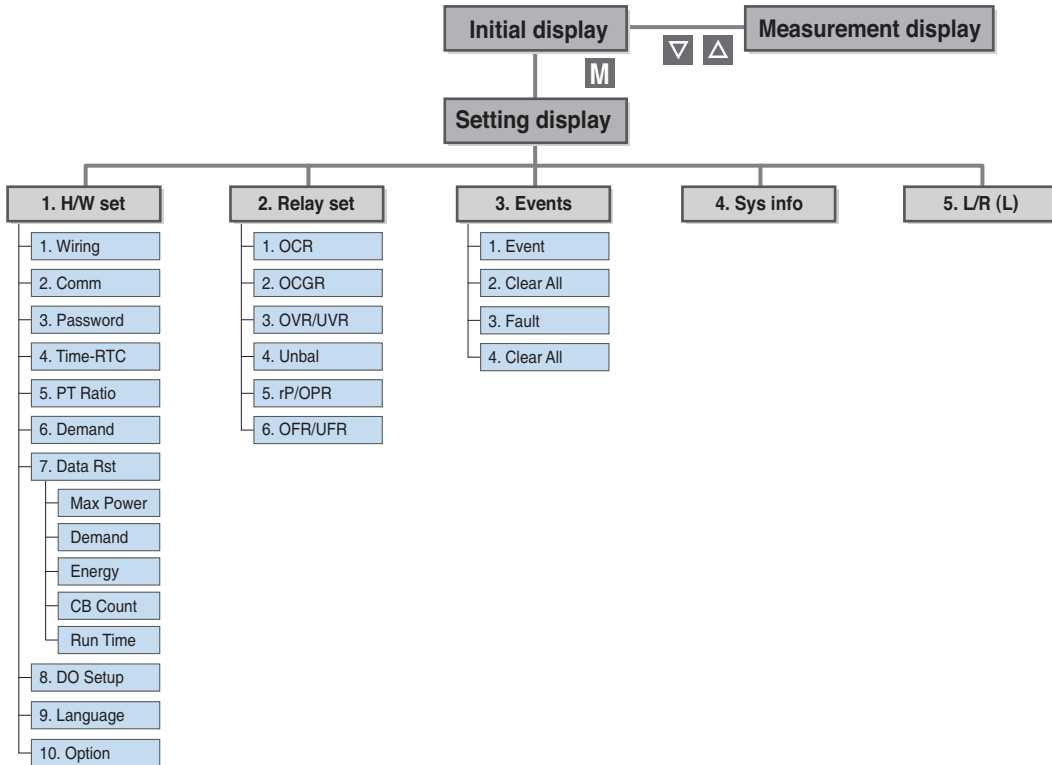 Initial display
Measurement display
▽ △
M
Setting display
1. H/W set
2. Relay set
3. Events
4. Sys info
5. L/R (L)
1. Wiring
2. Comm
3. Password
4. Time-RTC
5. PT Ratio
6. Demand
7. Data Rst
Max Power
Demand
Energy
CB Count
Run Time
8. DO Setup
9. Language
10. Option
1. OCR
2. OCGR
3. OVR/UVR
4. Unbal
5. rP/OPR
6. OFR/UFR
1. Event
2. Clear All
3. Fault
4. Clear All